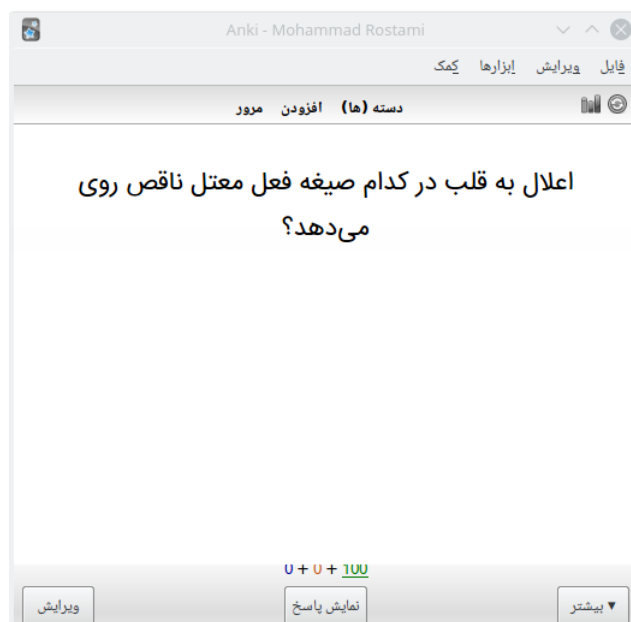 Anki - Mohammad Rostami
فایل ویرایش ابزارها کمک
دسته (ها) افزودن مرور
اعلال به قلب در کدام صیغه فعل معتل ناقص روی
می‌دهد؟
0 + 0 + 100
▼ بیشتر نمایش پاسخ ویرایش